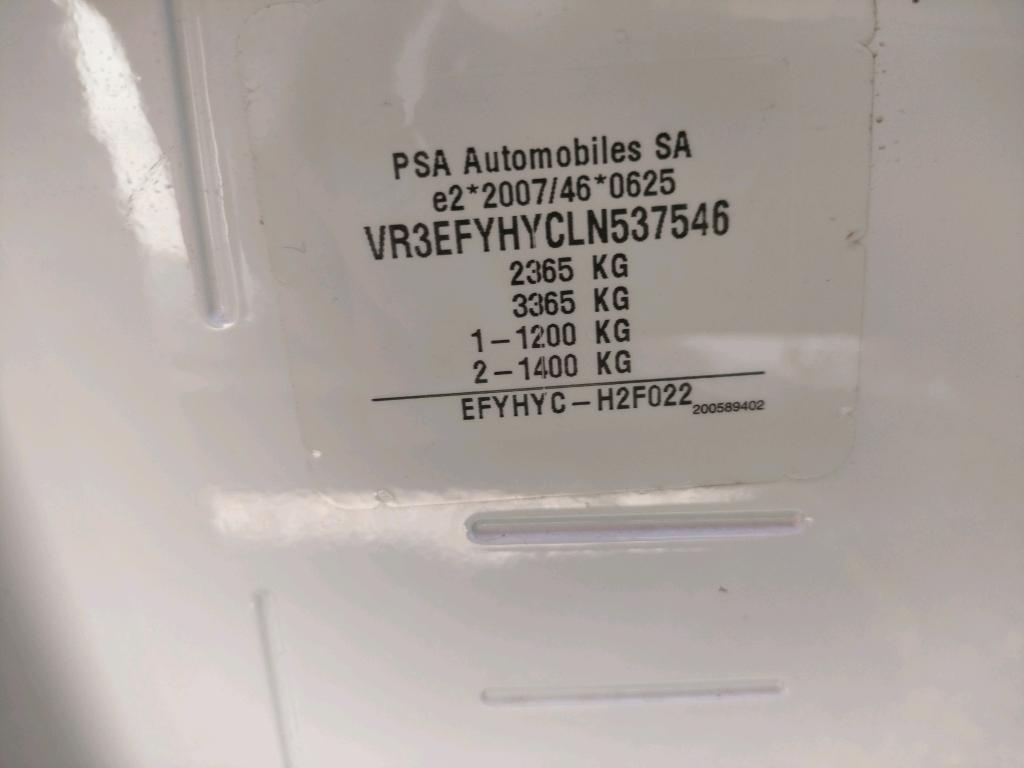 PSA Automobiles SA
e2*2007/46*0625
VR3EFYHYCLN537546
2365 KG
3365 KG
1-1200 KG
2-1400 KG
EFYHYC-H2F022 200589402